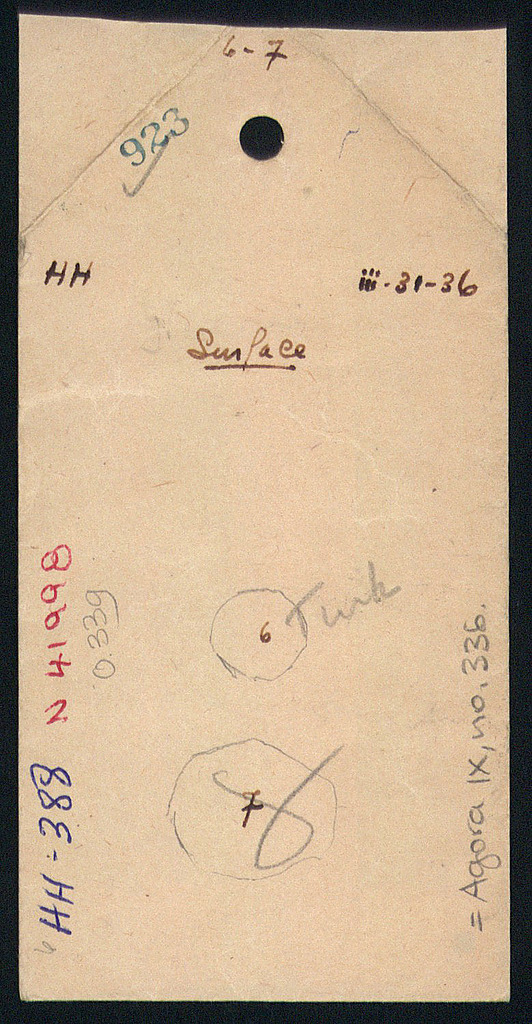 6-7
923
HH
iii-31-36
Surface
6 Turk
7
6 HH-388 N 41998
0.33g
= Agora IX, no. 336.